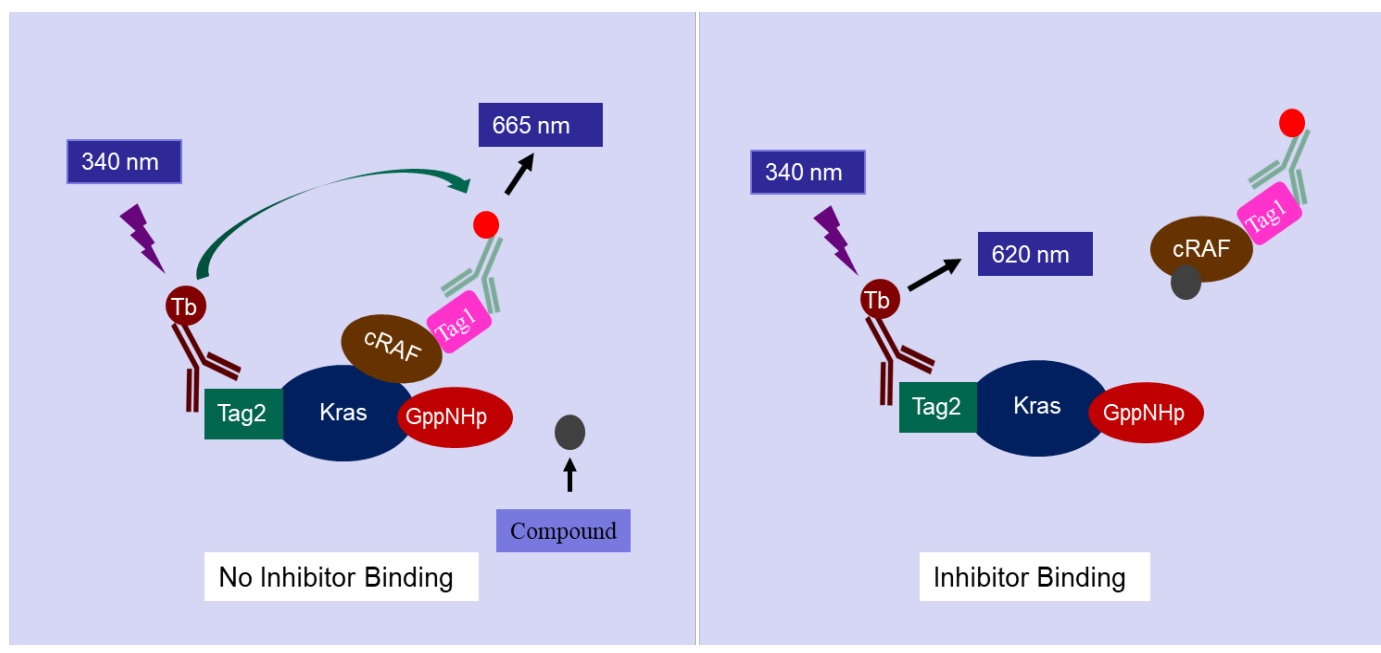 665 nm
340 nm
Tb
Tag1
cRAF
Tag2
Kras
GppNHp
Compound
No Inhibitor Binding
340 nm
620 nm
Tag1
cRAF
Tb
Tag2
Kras
GppNHp
Inhibitor Binding